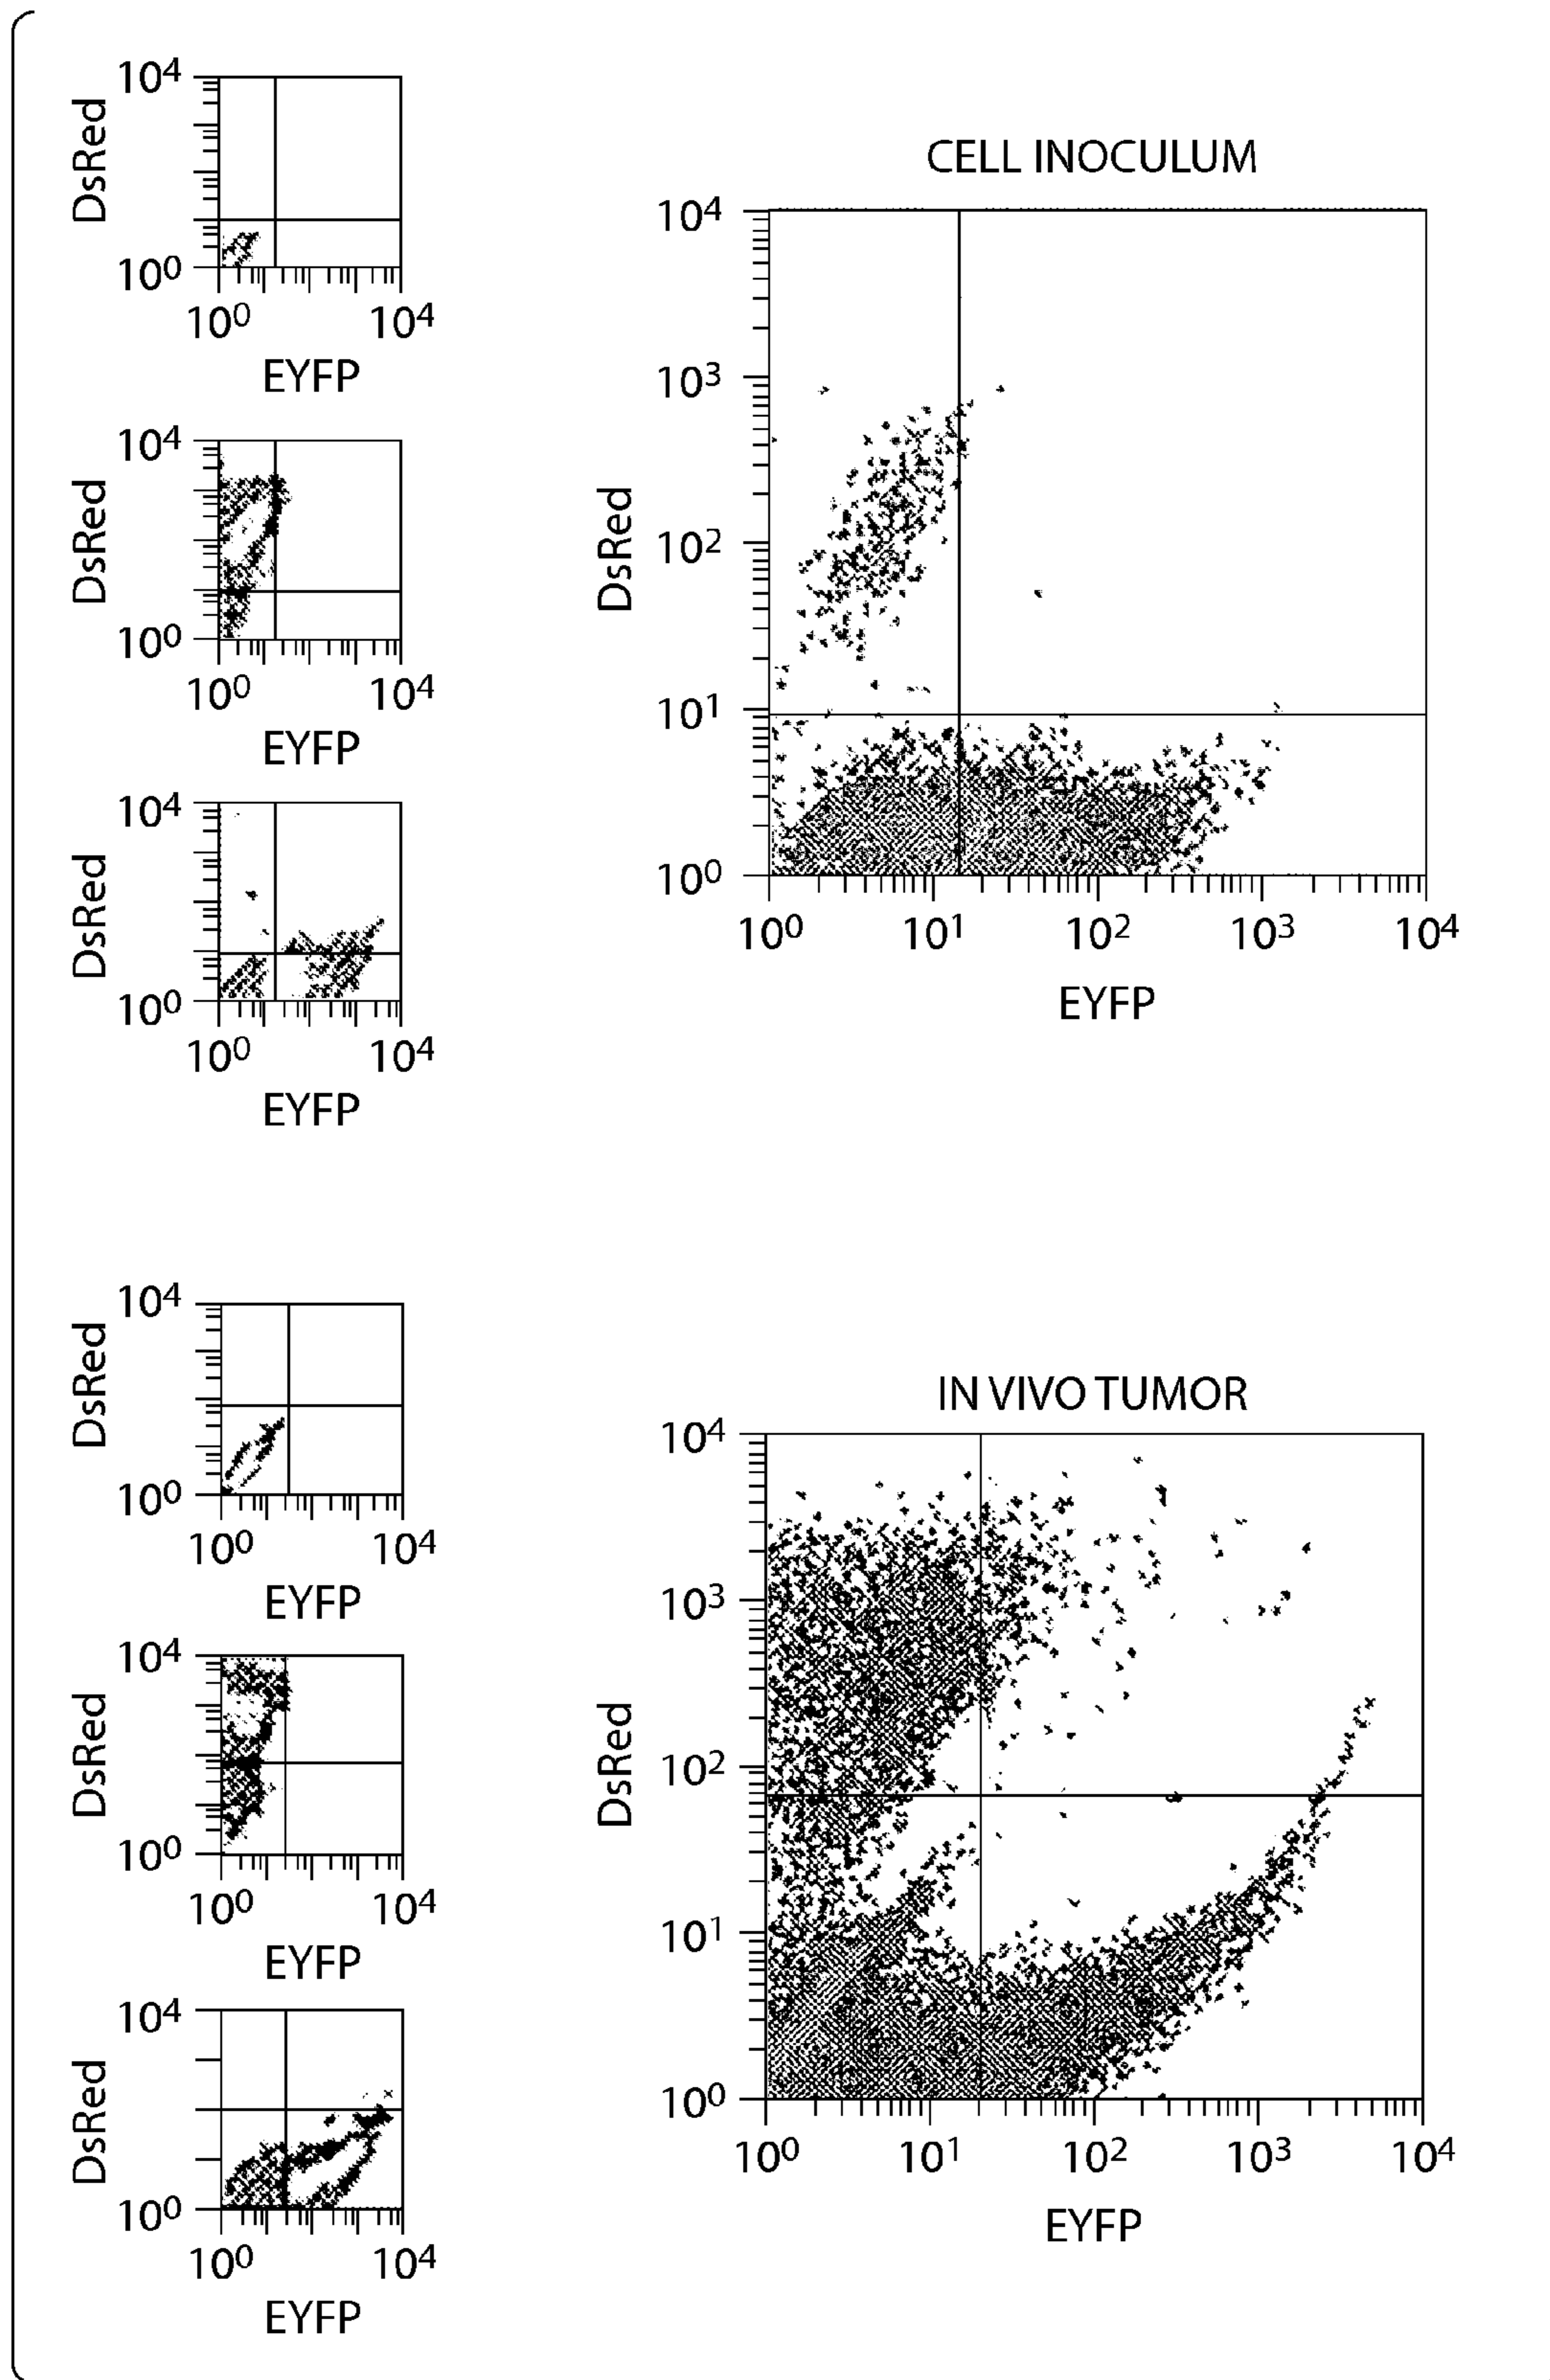 10⁴
DsRed
10⁰
10⁰ 10⁴
EYFP
10⁴
DsRed
10⁰
10⁰ 10⁴
EYFP
10⁴
DsRed
10⁰
10⁰ 10⁴
EYFP
CELL INOCULUM
10⁴
10³
DsRed
10²
10¹
10⁰
10⁰ 10¹ 10² 10³ 10⁴
EYFP
10⁴
DsRed
10⁰
10⁰ 10⁴
EYFP
10⁴
DsRed
10⁰
10⁰ 10⁴
EYFP
10⁴
DsRed
10⁰
10⁰ 10⁴
EYFP
IN VIVO TUMOR
10⁴
10³
DsRed
10²
10¹
10⁰
10⁰ 10¹ 10² 10³ 10⁴
EYFP